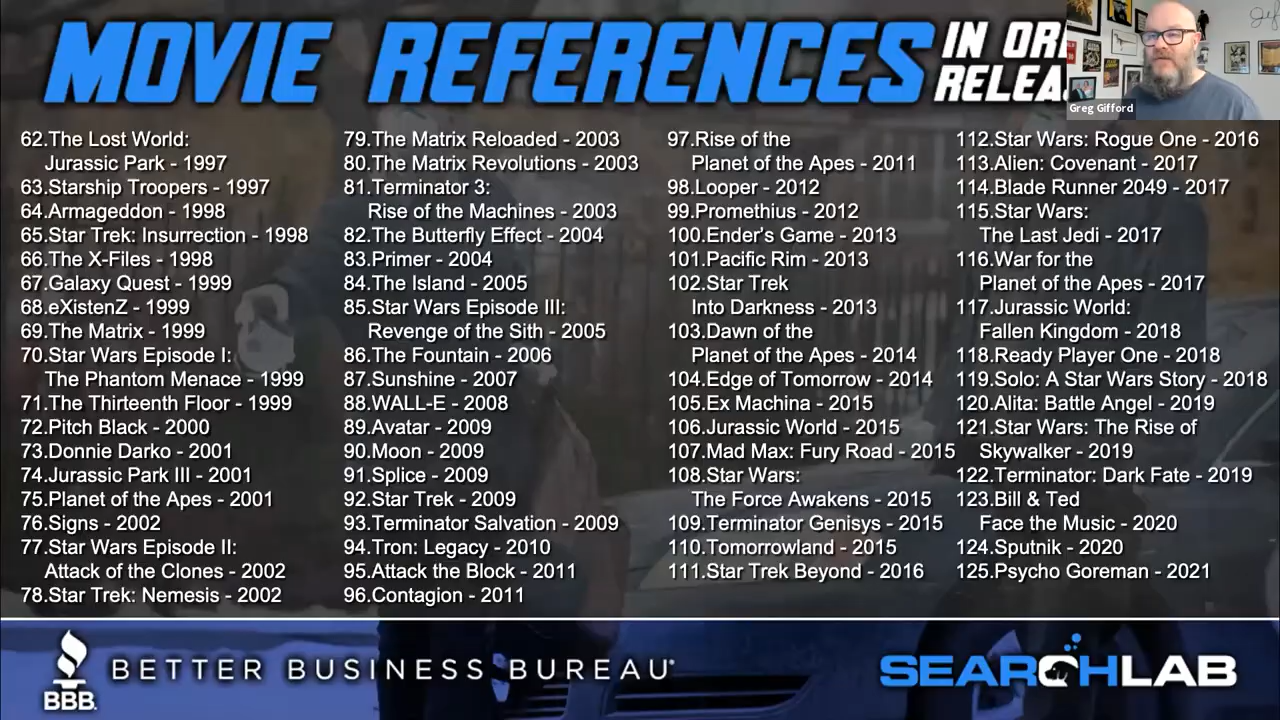 MOVIE REFERENCES
IN OR
RELEA
Greg Gifford
62.The Lost World:
Jurassic Park - 1997
63.Starship Troopers - 1997
64.Armageddon - 1998
65.Star Trek: Insurrection - 1998
66.The X-Files - 1998
67.Galaxy Quest - 1999
68.eXistenZ - 1999
69.The Matrix - 1999
70.Star Wars Episode I:
The Phantom Menace - 1999
71.The Thirteenth Floor - 1999
72.Pitch Black - 2000
73.Donnie Darko - 2001
74.Jurassic Park III - 2001
75.Planet of the Apes - 2001
76.Signs - 2002
77.Star Wars Episode II:
Attack of the Clones - 2002
78.Star Trek: Nemesis - 2002
79.The Matrix Reloaded - 2003
80.The Matrix Revolutions - 2003
81.Terminator 3:
Rise of the Machines - 2003
82.The Butterfly Effect - 2004
83.Primer - 2004
84.The Island - 2005
85.Star Wars Episode III:
Revenge of the Sith - 2005
86.The Fountain - 2006
87.Sunshine - 2007
88.WALL-E - 2008
89.Avatar - 2009
90.Moon - 2009
91.Splice - 2009
92.Star Trek - 2009
93.Terminator Salvation - 2009
94.Tron: Legacy - 2010
95.Attack the Block - 2011
96.Contagion - 2011
97.Rise of the
Planet of the Apes - 2011
98.Looper - 2012
99.Promethius - 2012
100.Ender's Game - 2013
101.Pacific Rim - 2013
102.Star Trek
Into Darkness - 2013
103.Dawn of the
Planet of the Apes - 2014
104.Edge of Tomorrow - 2014
105.Ex Machina - 2015
106.Jurassic World - 2015
107.Mad Max: Fury Road - 2015
108.Star Wars:
The Force Awakens - 2015
109.Terminator Genisys - 2015
110.Tomorrowland - 2015
111.Star Trek Beyond - 2016
112.Star Wars: Rogue One - 2016
113.Alien: Covenant - 2017
114.Blade Runner 2049 - 2017
115.Star Wars:
The Last Jedi - 2017
116.War for the
Planet of the Apes - 2017
117.Jurassic World:
Fallen Kingdom - 2018
118.Ready Player One - 2018
119.Solo: A Star Wars Story - 2018
120.Alita: Battle Angel - 2019
121.Star Wars: The Rise of
Skywalker - 2019
122.Terminator: Dark Fate - 2019
123.Bill & Ted
Face the Music - 2020
124.Sputnik - 2020
125.Psycho Goreman - 2021
BBB.
BETTER BUSINESS BUREAU®
SEARCHLAB